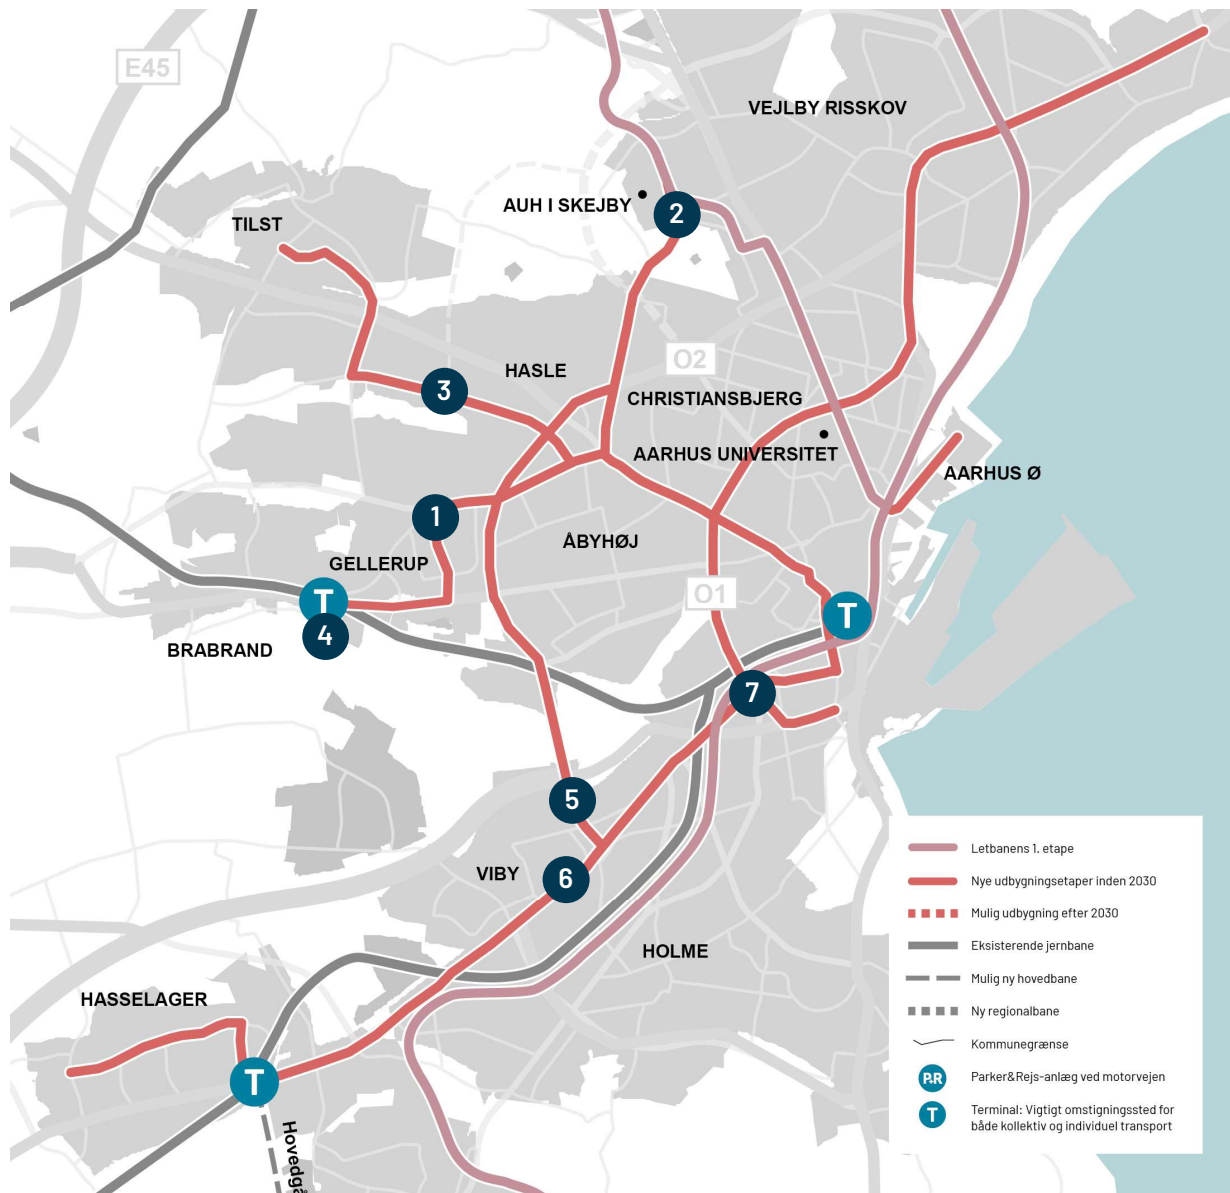 E45
VEJLBY RISSKOV
AUH I SKEJBY
2
TILST
O2
HASLE
3
CHRISTIANSBJERG
AARHUS UNIVERSITET
AARHUS Ø
1
ÅBYHØJ
GELLERUP
O1
T
T
4
BRABRAND
7
5
VIBY
6
HOLME
HASSELAGER
T
Hovedgå
Letbanens 1. etape
Nye udbygningsetaper inden 2030
Mulig udbygning efter 2030
Eksisterende jernbane
Mulig ny hovedbane
Ny regionalbane
Kommunegrænse
P&R Parker&Rejs-anlæg ved motorvejen
T Terminal: Vigtigt omstigningssted for
både kollektiv og individuel transport